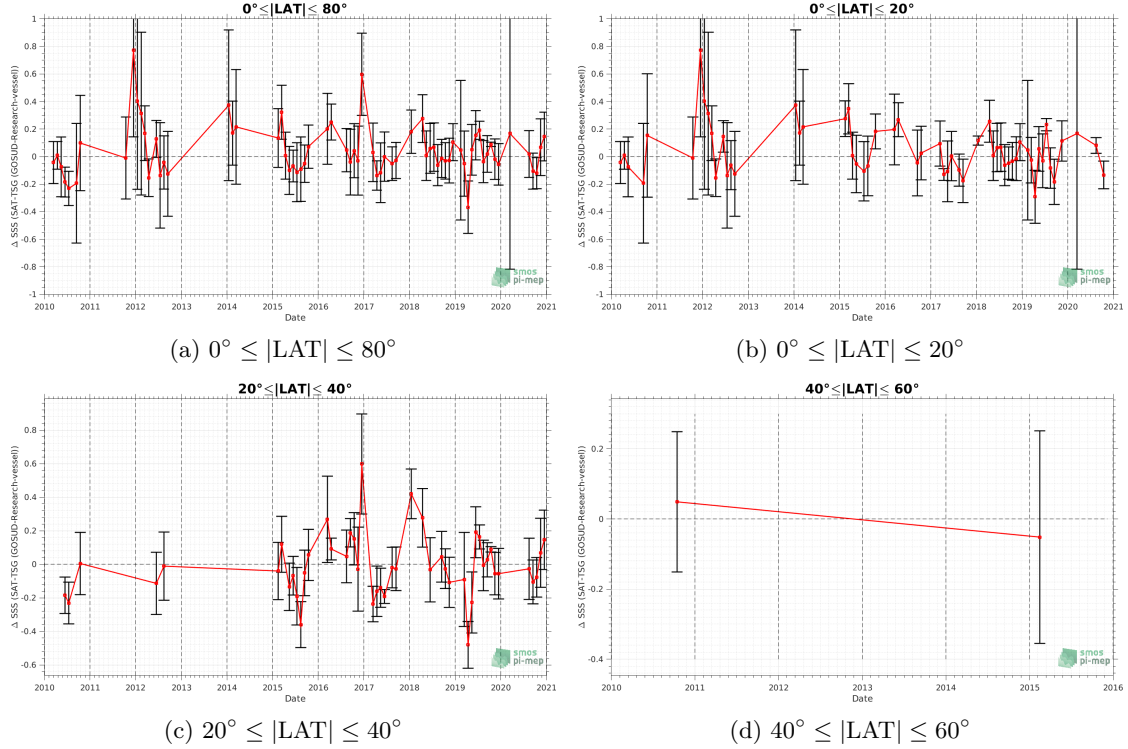 0°≤|LAT|≤ 80°
Δ SSS (SAT-TSG (GOSUD-Research-vessel))
1
0.8
0.6
0.4
0.2
0
-0.2
-0.4
-0.6
-0.8
-1
2010 2011 2012 2013 2014 2015 2016 2017 2018 2019 2020 2021
Date
smos
pi-mep
(a) 0° ≤ |LAT| ≤ 80°
0°≤|LAT|≤ 20°
Δ SSS (SAT-TSG (GOSUD-Research-vessel))
1
0.8
0.6
0.4
0.2
0
-0.2
-0.4
-0.6
-0.8
-1
2010 2011 2012 2013 2014 2015 2016 2017 2018 2019 2020 2021
Date
smos
pi-mep
(b) 0° ≤ |LAT| ≤ 20°
20°≤|LAT|≤ 40°
Δ SSS (SAT-TSG (GOSUD-Research-vessel))
0.8
0.6
0.4
0.2
0
-0.2
-0.4
-0.6
2010 2011 2012 2013 2014 2015 2016 2017 2018 2019 2020 2021
Date
smos
pi-mep
(c) 20° ≤ |LAT| ≤ 40°
40°≤|LAT|≤ 60°
Δ SSS (SAT-TSG (GOSUD-Research-vessel))
0.2
0
-0.2
-0.4
2010 2011 2012 2013 2014 2015 2016
Date
smos
pi-mep
(d) 40° ≤ |LAT| ≤ 60°